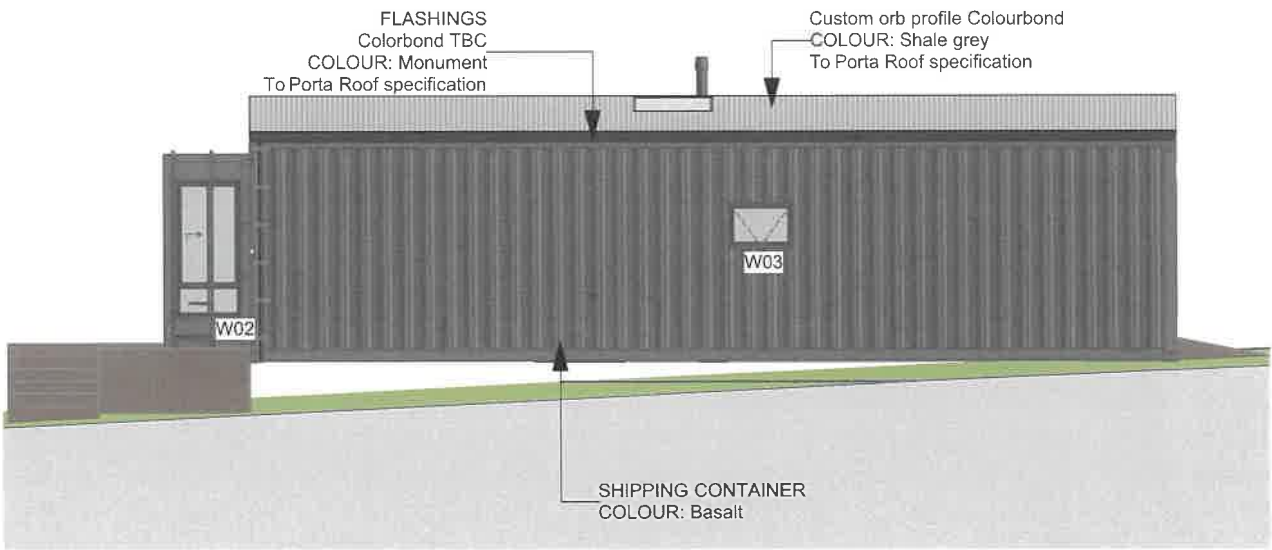 FLASHINGS
Colorbond TBC
COLOUR: Monument
To Porta Roof specification
Custom orb profile Colourbond
COLOUR: Shale grey
To Porta Roof specification
W03
W02
SHIPPING CONTAINER
COLOUR: Basalt